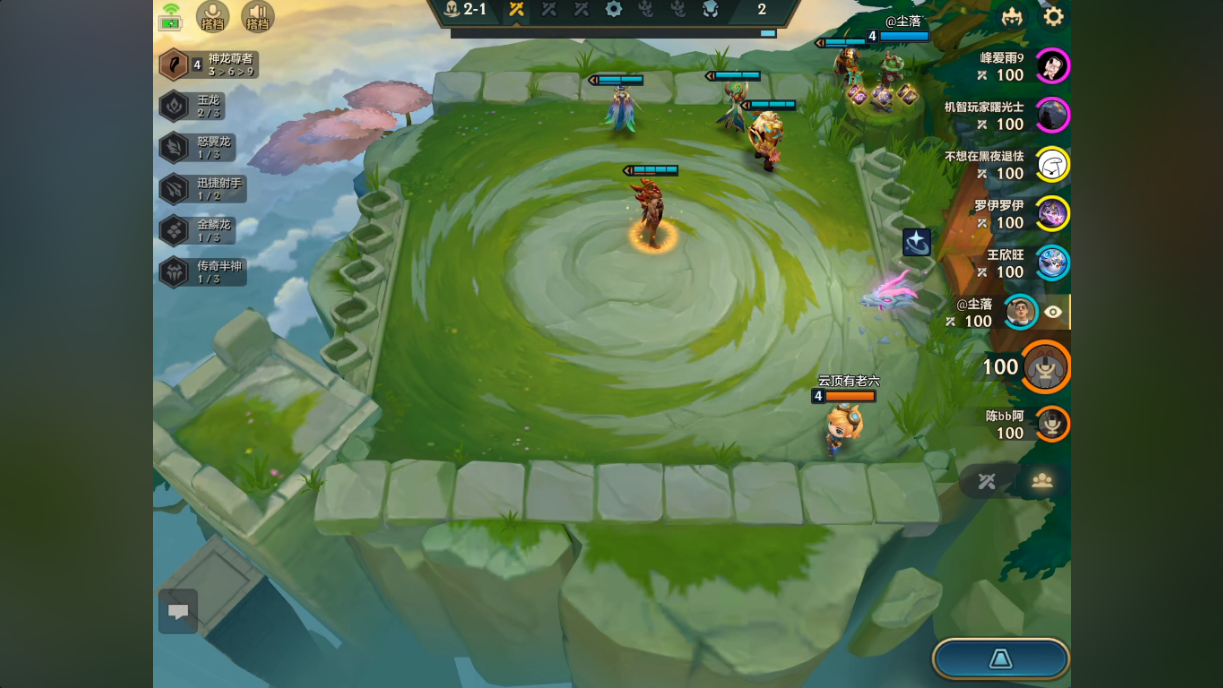 搭档
搭档
2-1
2
4 神龙尊者
3 > 6 > 9
玉龙
2 / 3
怒翼龙
1 / 3
迅捷射手
1 / 2
金鳞龙
1 / 3
传奇半神
1 / 3
@尘落
4
峰爱雨9
100
机智玩家曙光士
100
不想在黑夜退怯
100
罗伊罗伊
100
王欣旺
100
@尘落
100
100
陈bb阿
100
云顶有老六
4